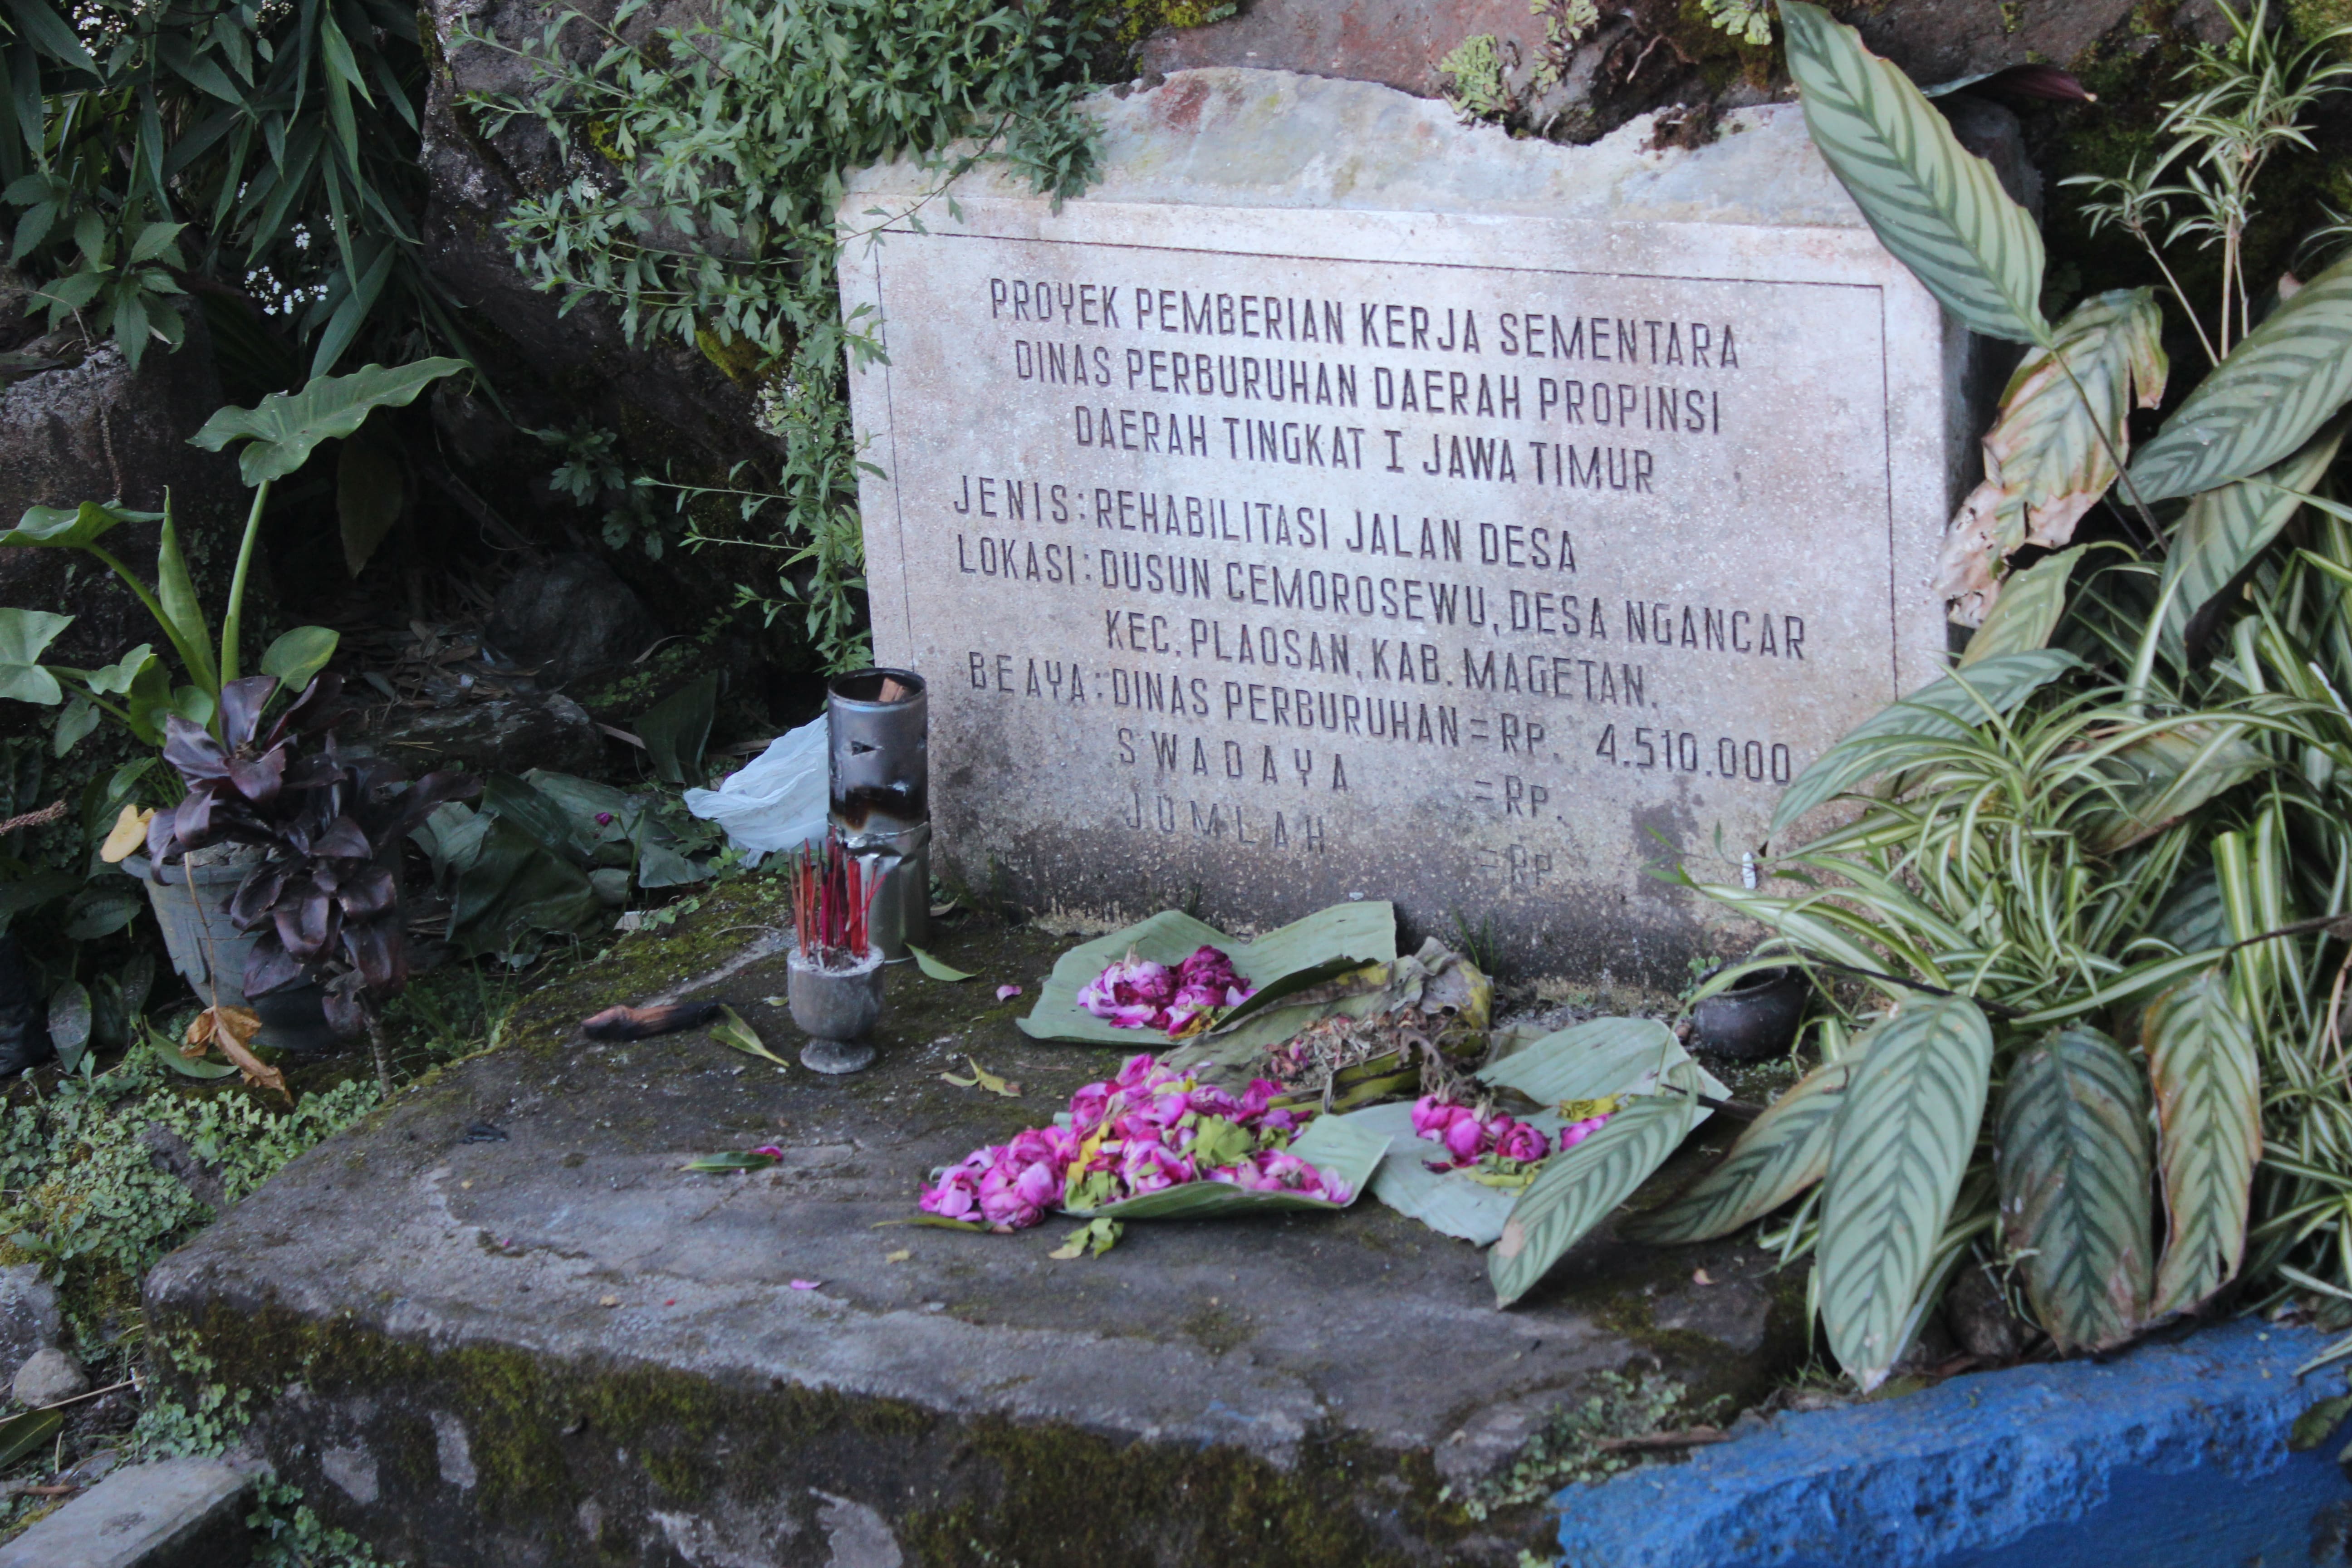 PROYEK PEMBERIAN KERJA SEMENTARA
DINAS PERBURUHAN DAERAH PROPINSI
DAERAH TINGKAT I JAWA TIMUR
JENIS : REHABILITASI JALAN DESA
LOKASI : DUSUN CEMOROSEWU, DESA NGANCAR
KEC. PLAOSAN, KAB. MAGETAN.
BEAYA : DINAS PERBURUHAN = Rp. 4.510.000
SWADAYA = Rp.
JUMLAH = Rp